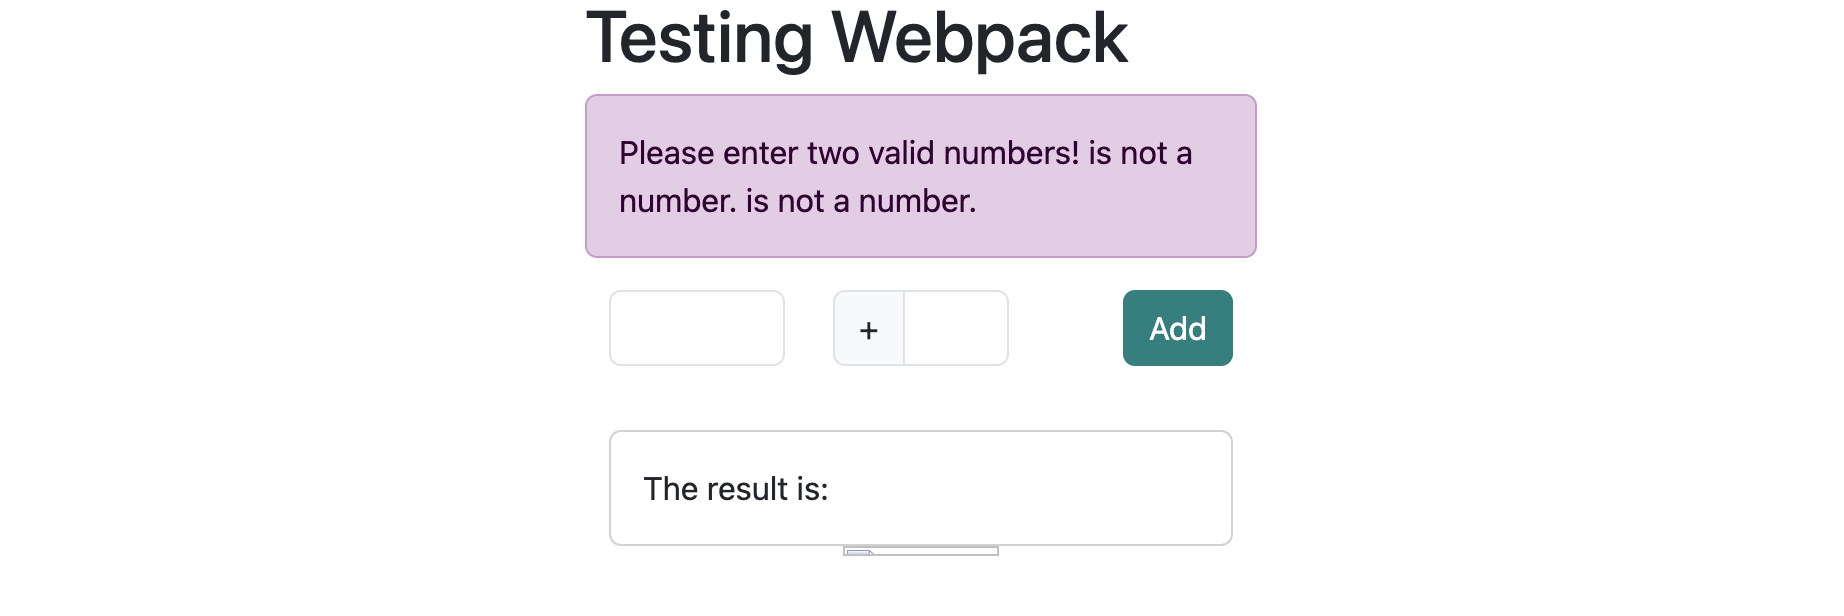 Testing Webpack
Please enter two valid numbers! is not a
number. is not a number.
+
Add
The result is: